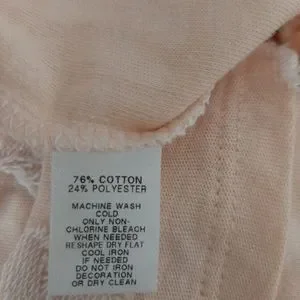 76% COTTON
24% POLYESTER
MACHINE WASH
COLD
ONLY NON-
CHLORINE BLEACH
WHEN NEEDED
RESHAPE DRY FLAT
COOL IRON
IF NEEDED
DO NOT IRON
DECORATION
OR DRY CLEAN